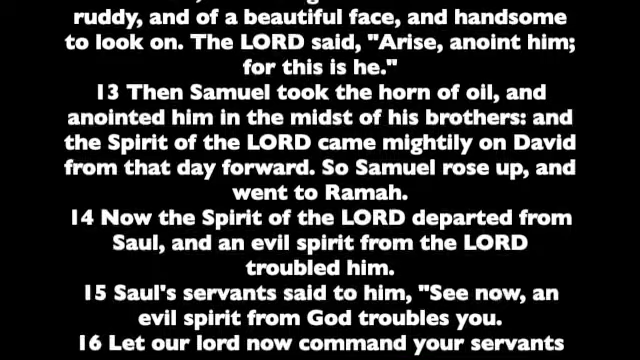 ruddy, and of a beautiful face, and handsome
to look on. The LORD said, "Arise, anoint him;
for this is he."
13 Then Samuel took the horn of oil, and
anointed him in the midst of his brothers: and
the Spirit of the LORD came mightily on David
from that day forward. So Samuel rose up, and
went to Ramah.
14 Now the Spirit of the LORD departed from
Saul, and an evil spirit from the LORD
troubled him.
15 Saul's servants said to him, "See now, an
evil spirit from God troubles you.
16 Let our lord now command your servants